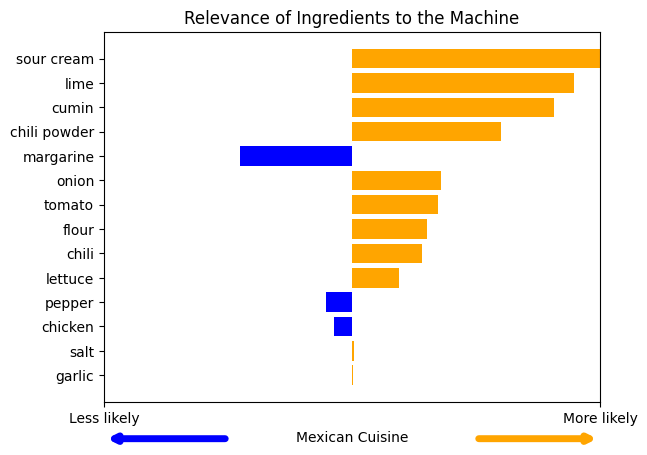 Relevance of Ingredients to the Machine
sour cream
lime
cumin
chili powder
margarine
onion
tomato
flour
chili
lettuce
pepper
chicken
salt
garlic
Less likely
More likely
Mexican Cuisine